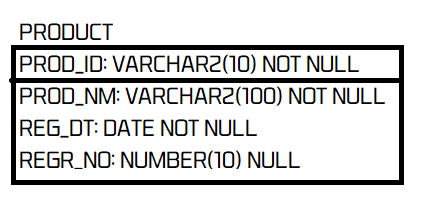 PRODUCT
PROD_ID: VARCHAR2(10) NOT NULL
PROD_NM: VARCHAR2(100) NOT NULL
REG_DT: DATE NOT NULL
REGR_NO: NUMBER(10) NULL